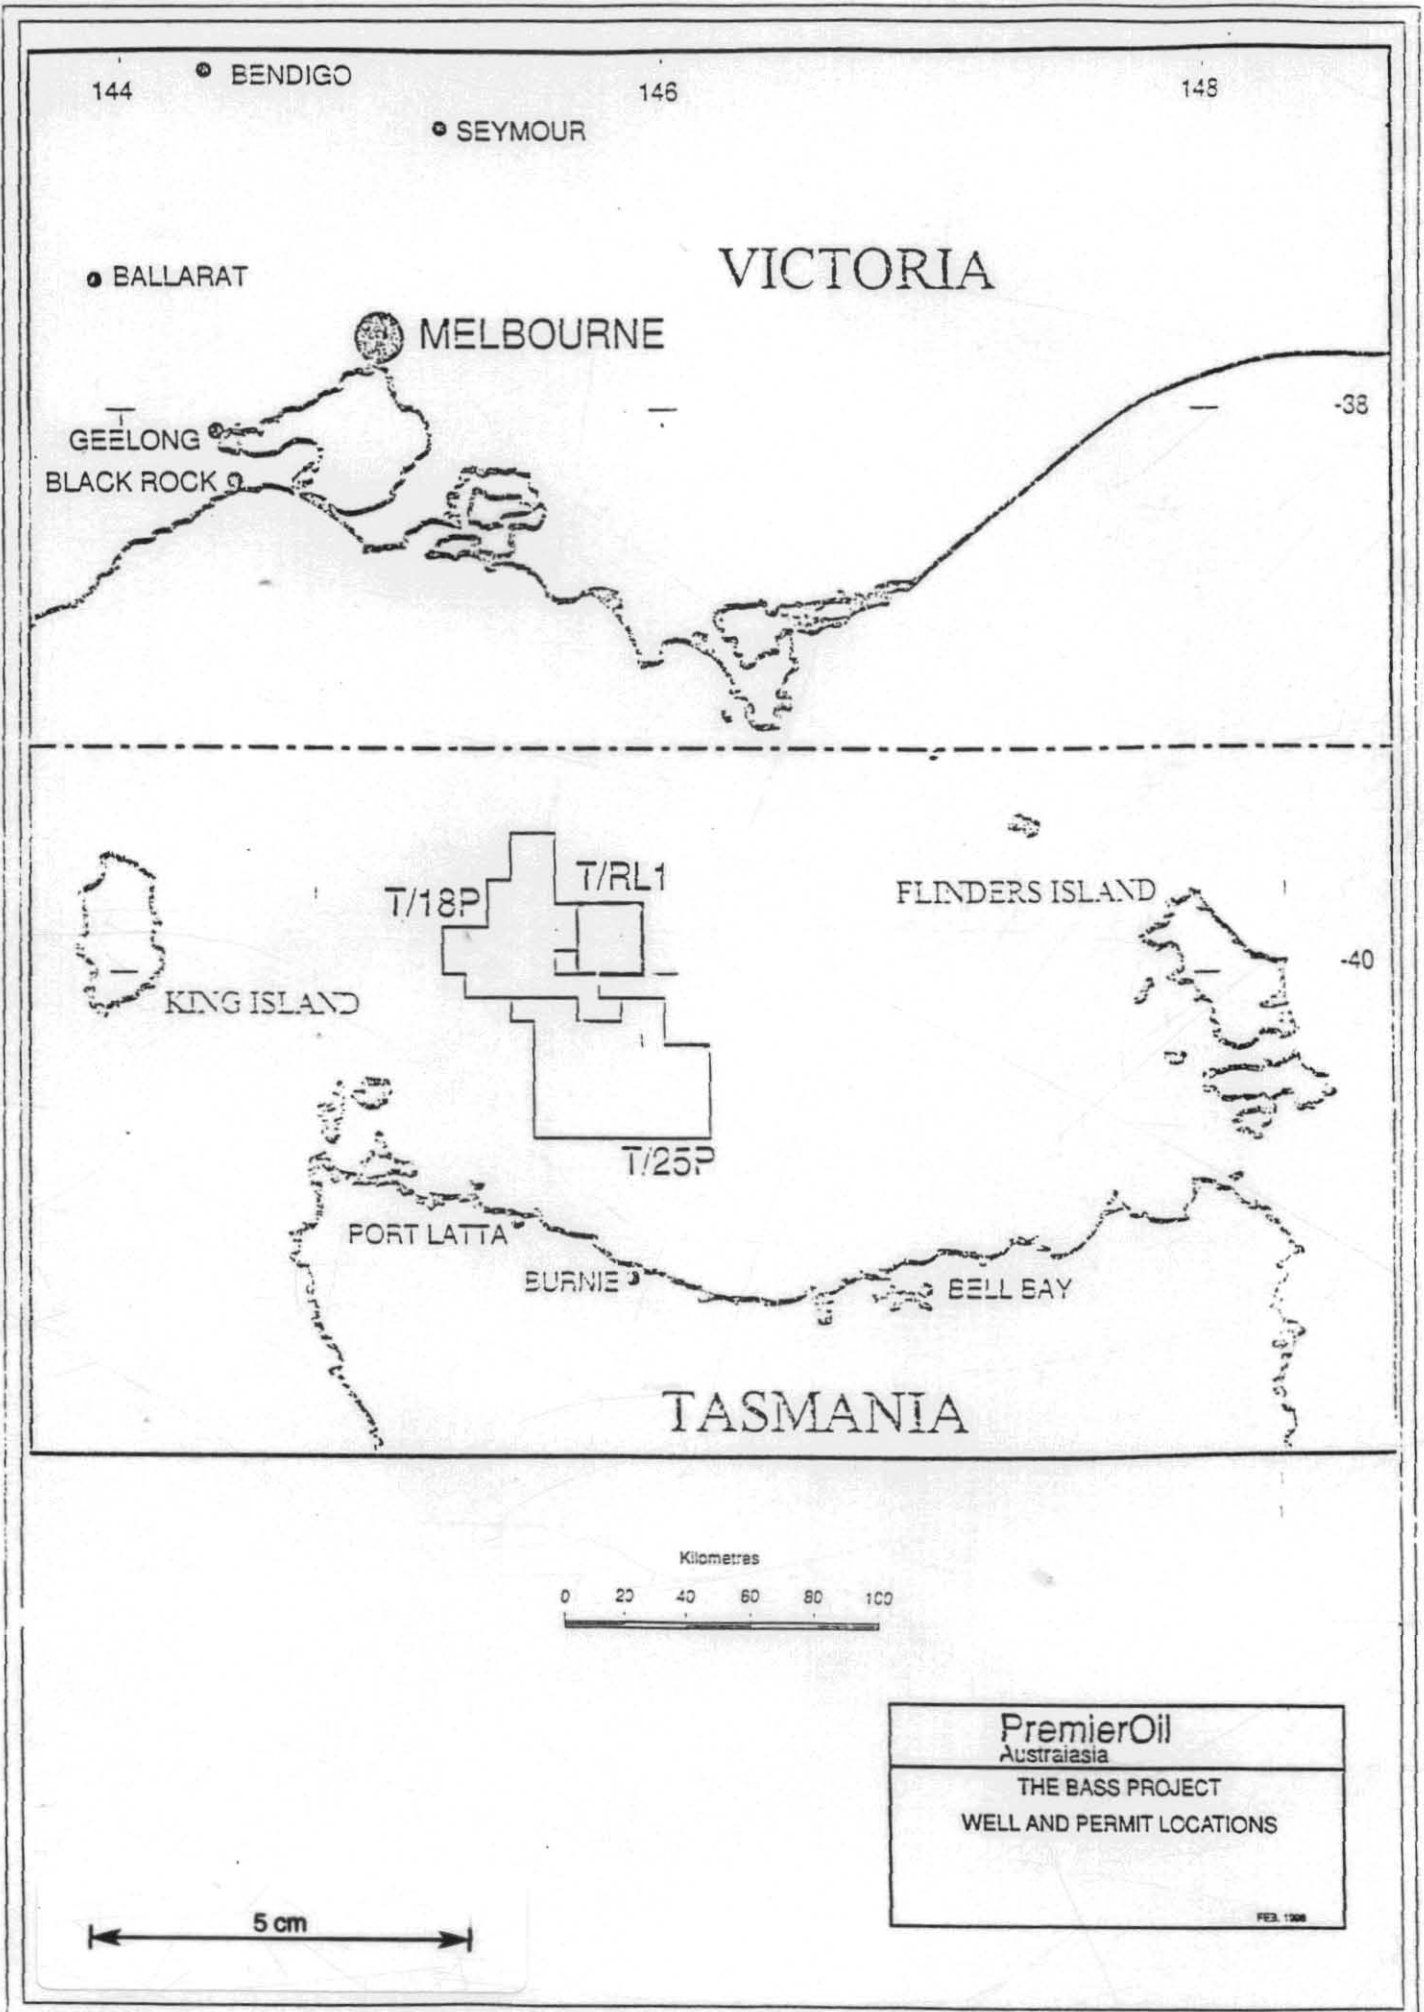 144
BENDIGO
146
148
SEYMOUR
VICTORIA
BALLARAT
MELBOURNE
-38
GEELONG
BLACK ROCK
T/18P
T/RL1
FLINDERS ISLAND
-40
KING ISLAND
T/25P
PORT LATTA
BURNIE
BELL BAY
TASMANIA
Kilometres
0 20 40 60 80 100
PremierOil
Australasia
THE BASS PROJECT
WELL AND PERMIT LOCATIONS
FEB.
5 cm